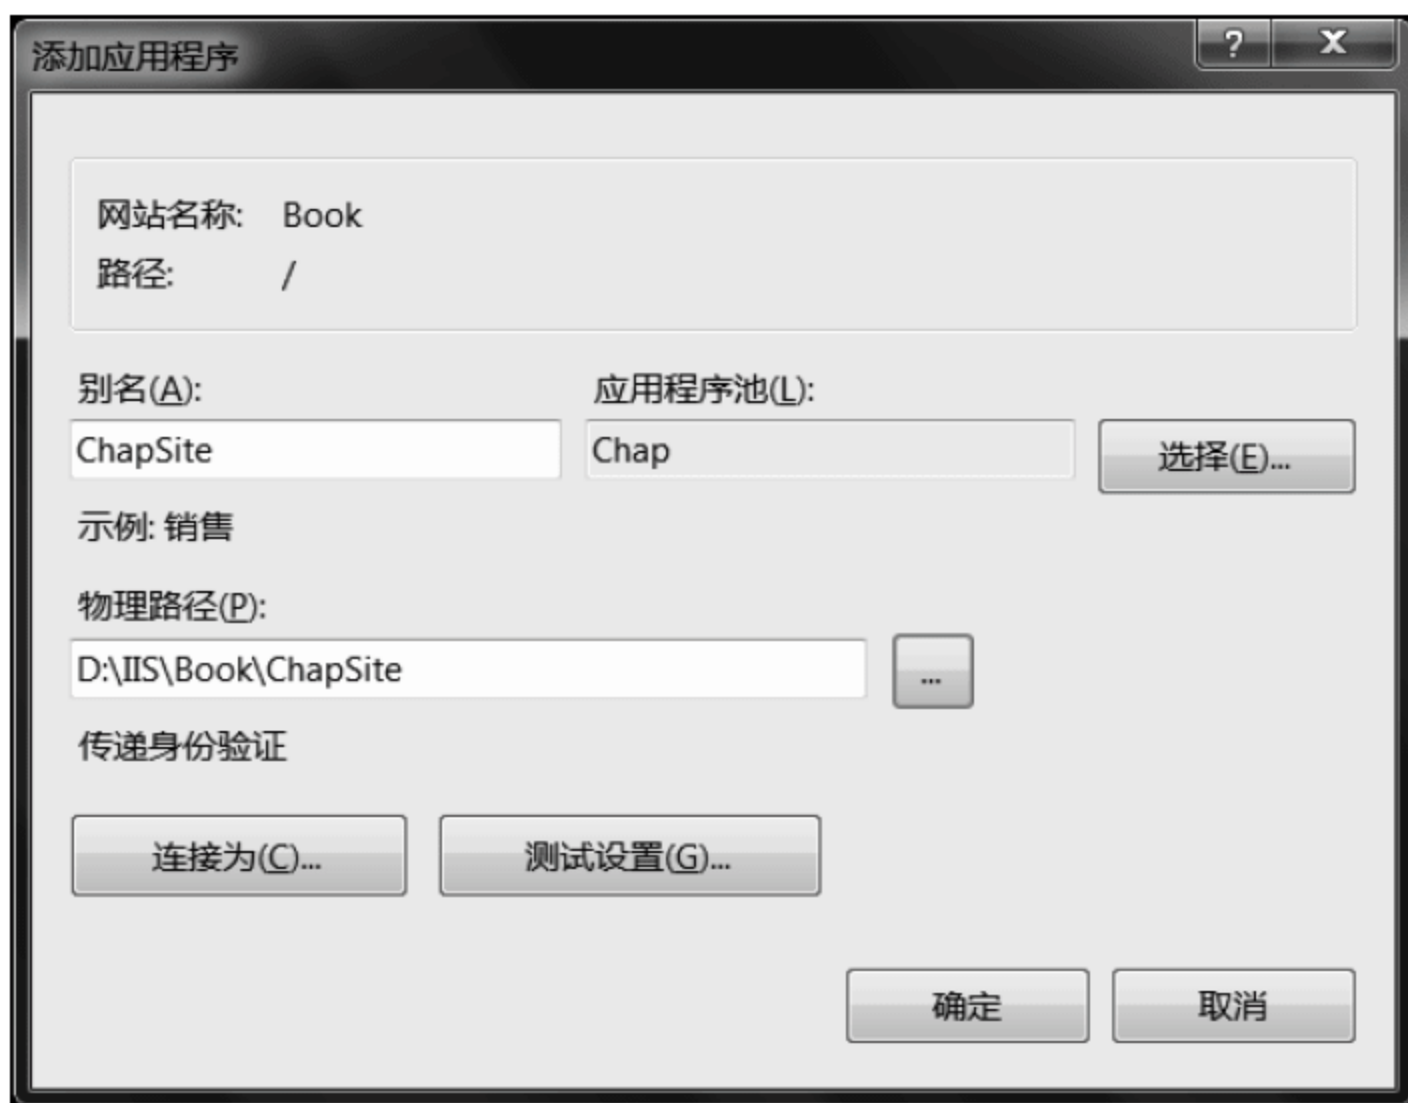 添加应用程序
网站名称: Book
路径: /
别名(A): 应用程序池(L):
ChapSite Chap 选择(E)...
示例: 销售
物理路径(P):
D:\IIS\Book\ChapSite ...
传递身份验证
连接为(C)... 测试设置(G)...
确定 取消